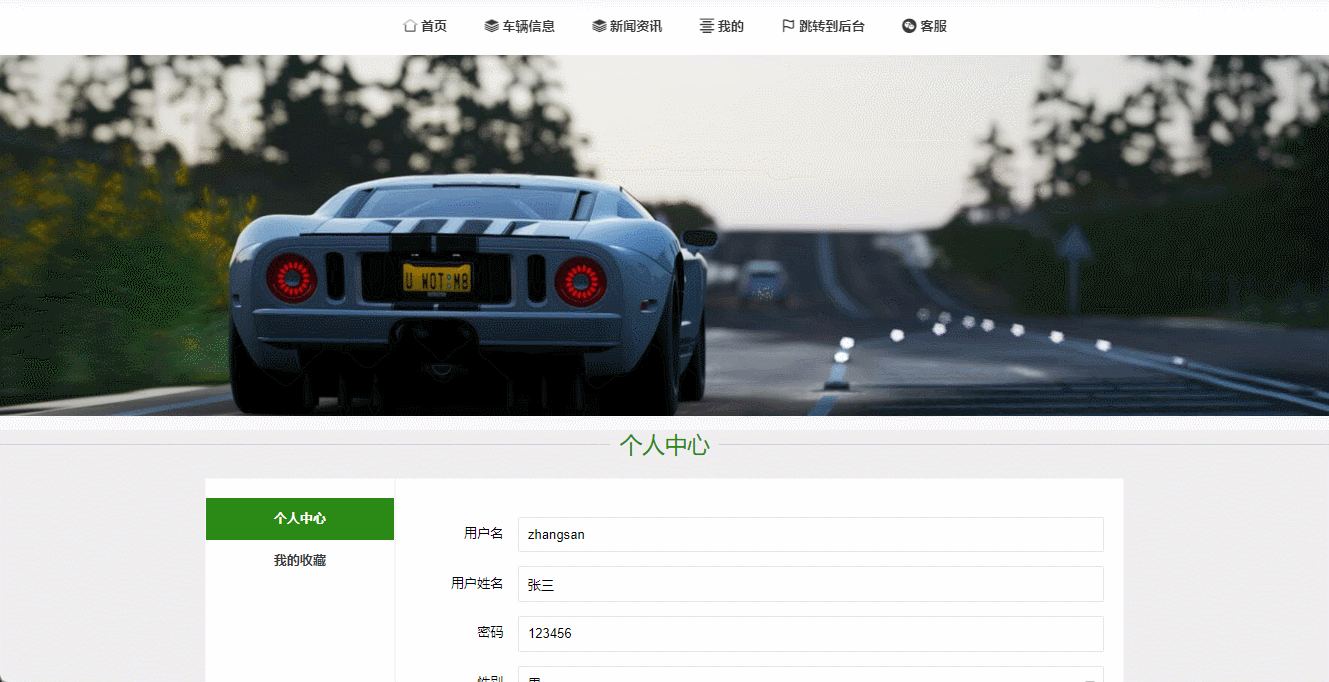 首页 车辆信息 新闻资讯 我的 跳转到后台 客服
U WOT M8
个人中心
个人中心
我的收藏
用户名 zhangsan
用户姓名 张三
密码 123456
性别